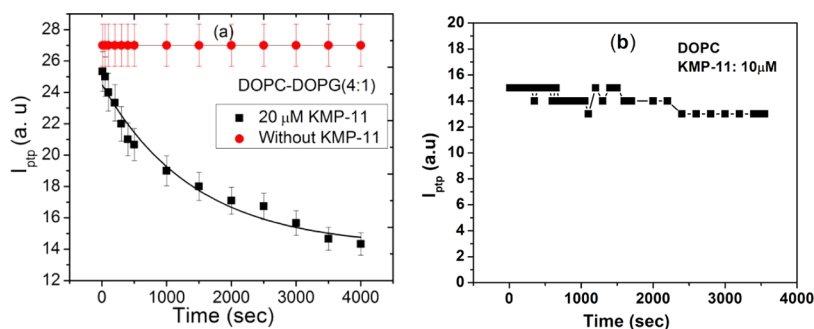 (a)
28
26
24
22
20
18
16
14
12
I_ptp (a. u)
DOPC-DOPG(4:1)
20 μM KMP-11
Without KMP-11
0 1000 2000 3000 4000
Time (sec)
(b)
20
18
16
14
12
10
8
6
4
2
0
I_ptp (a.u)
DOPC
KMP-11: 10μM
0 1000 2000 3000 4000
Time (sec)